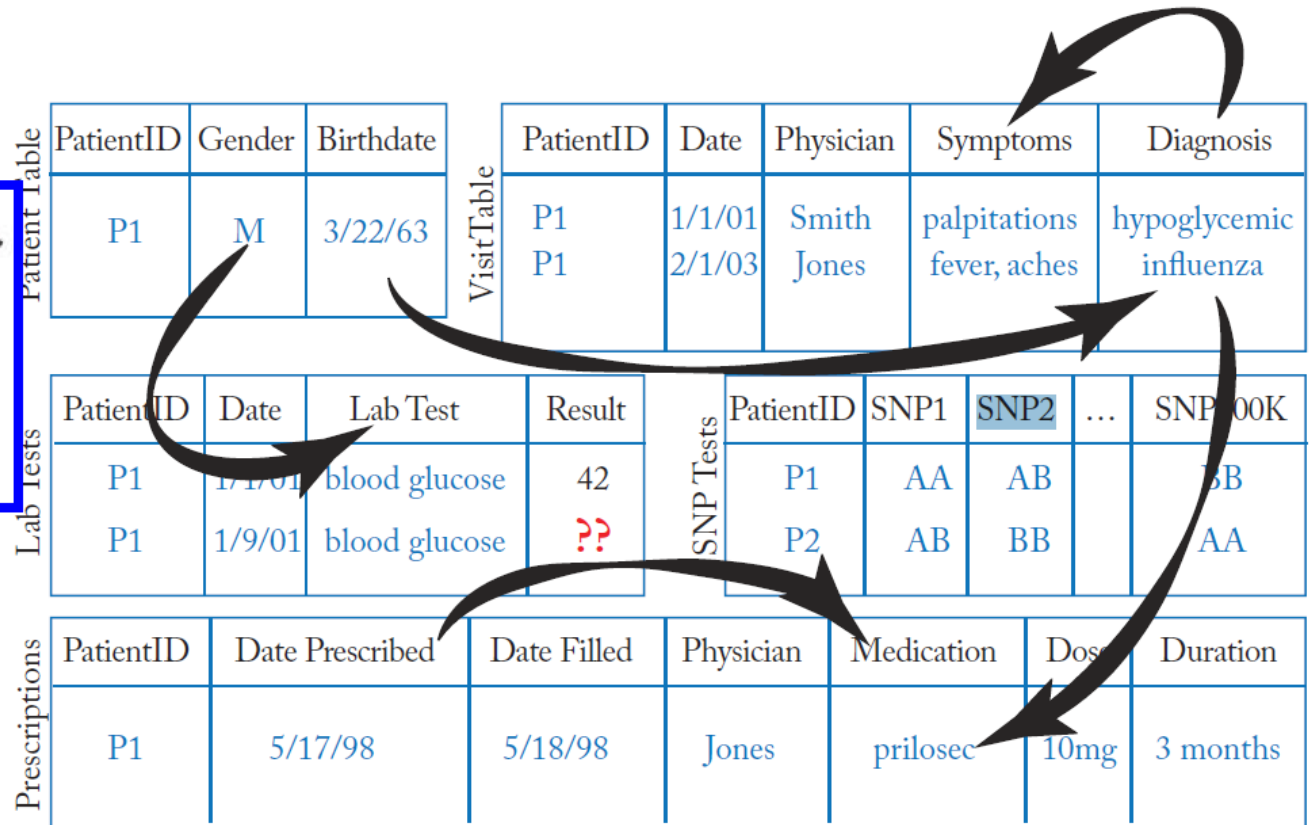 Patient Table
PatientID Gender Birthdate
P1 M 3/22/63
VisitTable
PatientID Date Physician Symptoms Diagnosis
P1 1/1/01 Smith palpitations hypoglycemic
P1 2/1/03 Jones fever, aches influenza
Lab Tests
PatientID Date Lab Test Result
P1 1/1/01 blood glucose 42
P1 1/9/01 blood glucose ??
SNP Tests
PatientID SNP1 SNP2 … SNP 00K
P1 AA AB BB
P2 AB BB AA
Prescriptions
PatientID Date Prescribed Date Filled Physician Medication Dose Duration
P1 5/17/98 5/18/98 Jones prilosec 10mg 3 months